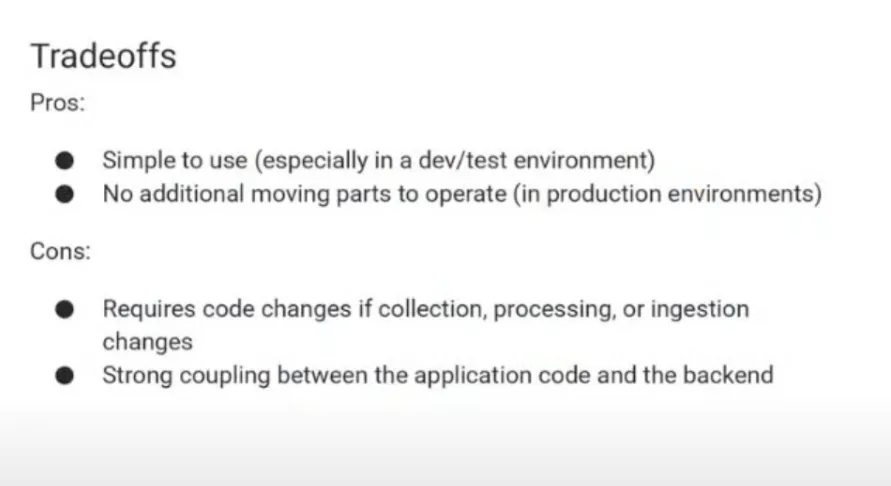 Tradeoffs
Pros:
● Simple to use (especially in a dev/test environment)
● No additional moving parts to operate (in production environments)
Cons:
● Requires code changes if collection, processing, or ingestion
changes
● Strong coupling between the application code and the backend